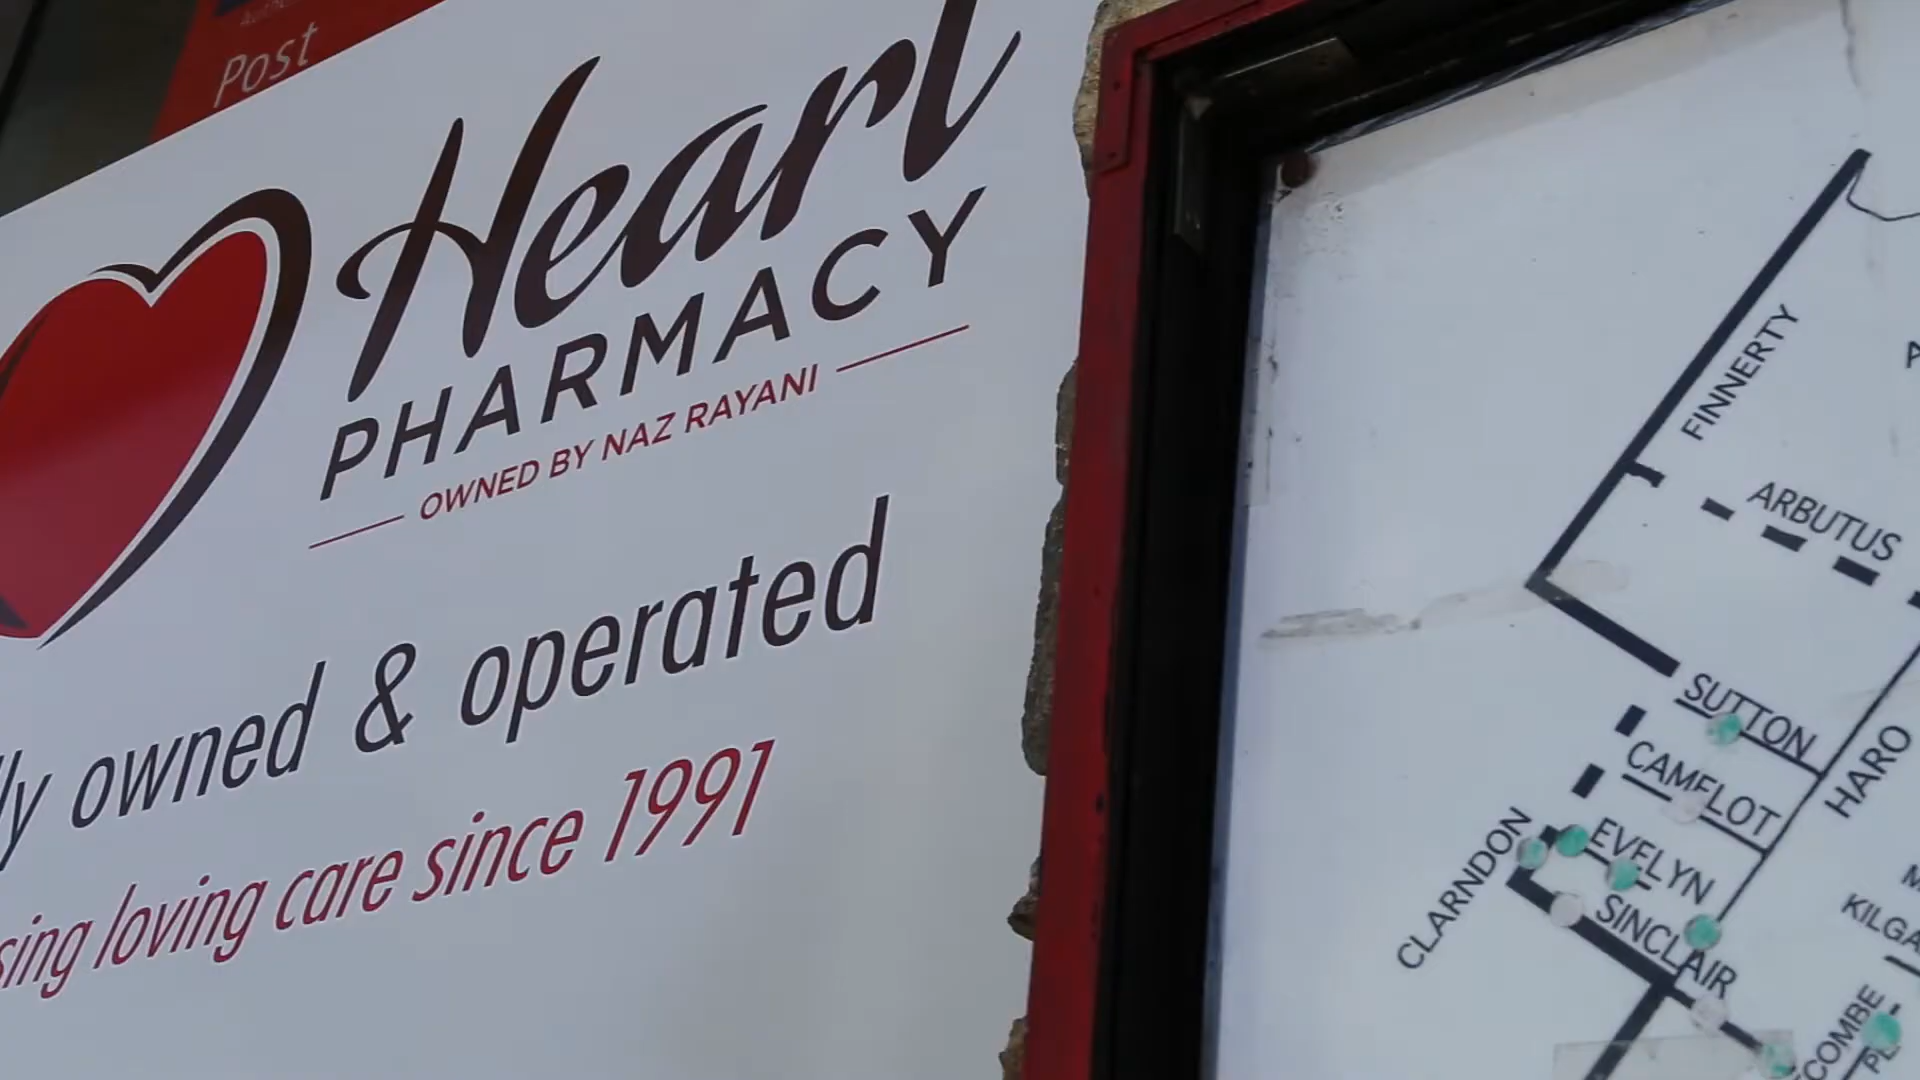 Post
Heart
PHARMACY
OWNED BY NAZ RAYANI
owned & operated
loving care since 1991
FINNERTY
ARBUTUS
SUTTON
CAMELOT
HARO
EVELYN
CLARNDON
SINCLAIR